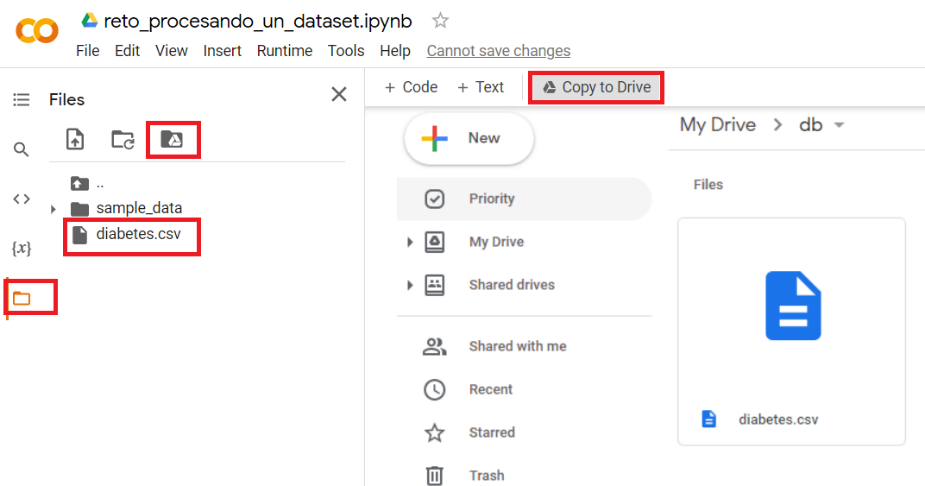 reto_procesando_un_dataset.ipynb
File Edit View Insert Runtime Tools Help Cannot save changes
Files
+ Code + Text Copy to Drive
..
sample_data
diabetes.csv
{x}
New
Priority
My Drive
Shared drives
Shared with me
Recent
Starred
Trash
My Drive > db
Files
diabetes.csv